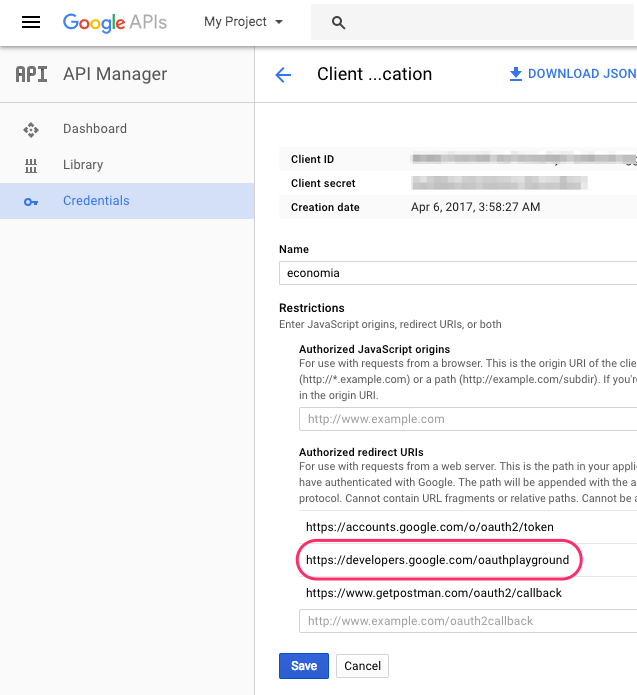 Google APIs My Project
API API Manager
Client ...cation DOWNLOAD JSON
Dashboard
Library
Credentials
Client ID
Client secret
Creation date Apr 6, 2017, 3:58:27 AM
Name
economia
Restrictions
Enter JavaScript origins, redirect URIs, or both
Authorized JavaScript origins
For use with requests from a browser. This is the origin URI of the clie
(http://*.example.com) or a path (http://example.com/subdir). If you're
in the origin URI.
http://www.example.com
Authorized redirect URIs
For use with requests from a web server. This is the path in your appli
have authenticated with Google. The path will be appended with the a
protocol. Cannot contain URL fragments or relative paths. Cannot be a
https://accounts.google.com/o/oauth2/token
https://developers.google.com/oauthplayground
https://www.getpostman.com/oauth2/callback
http://www.example.com/oauth2callback
Save Cancel